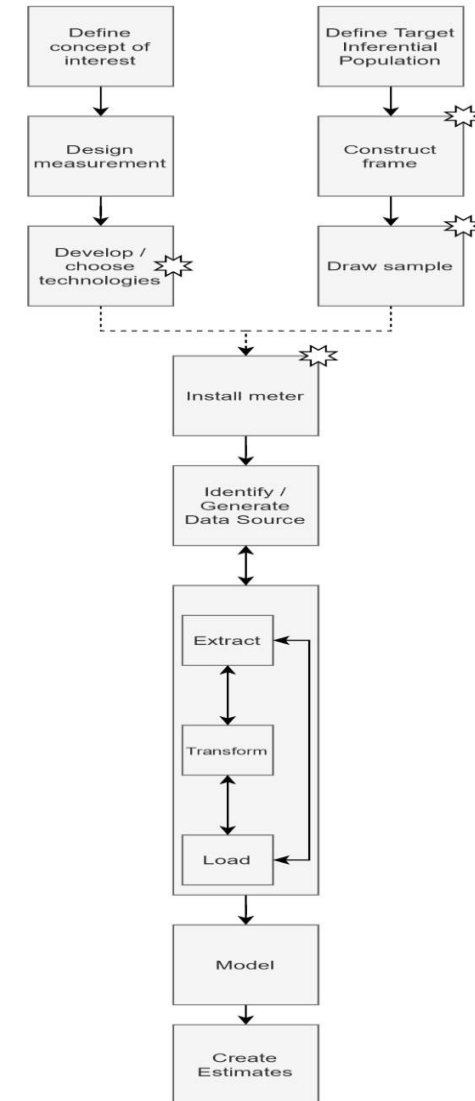 Define
concept of
interest
Define Target
Inferential
Population
Design
measurement
Construct
frame
Develop /
choose
technologies
Draw sample
Install meter
Identify /
Generate
Data Source
Extract
Transform
Load
Model
Create
Estimates